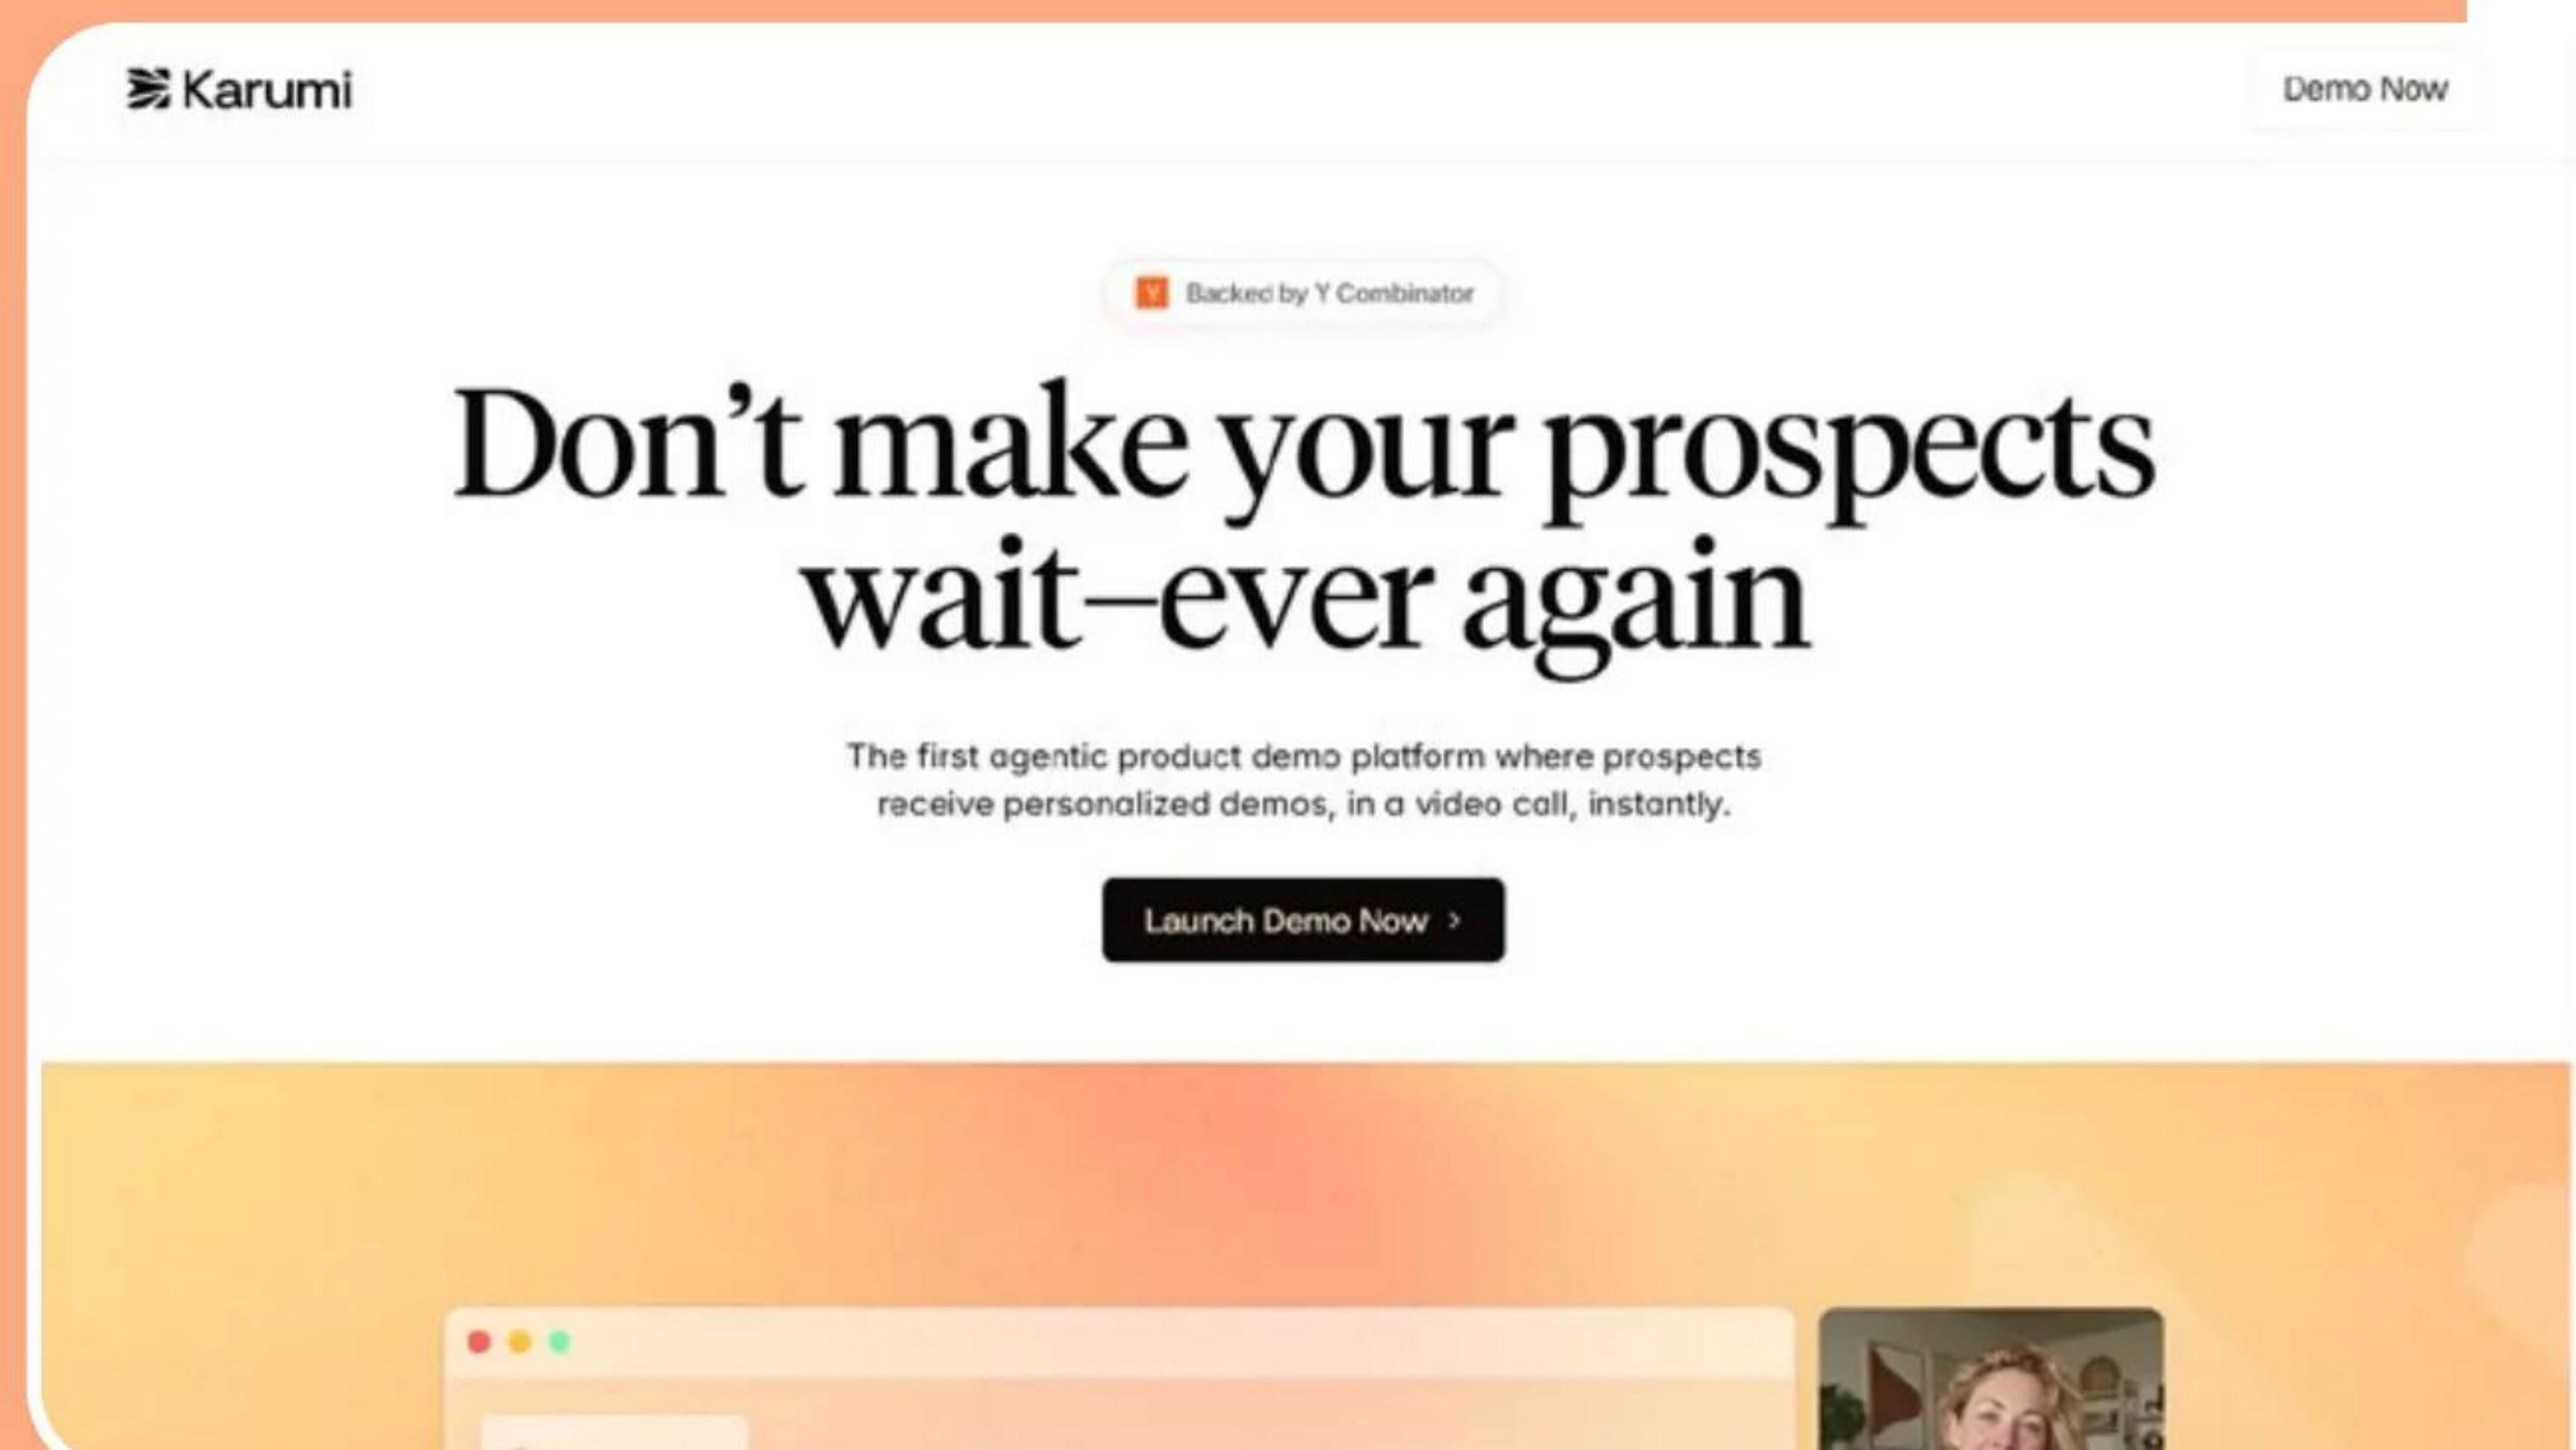 Karumi
Demo Now
Backed by Y Combinator
Don’t make your prospects
wait–ever again
The first agentic product demo platform where prospects
receive personalized demos, in a video call, instantly.
Launch Demo Now >